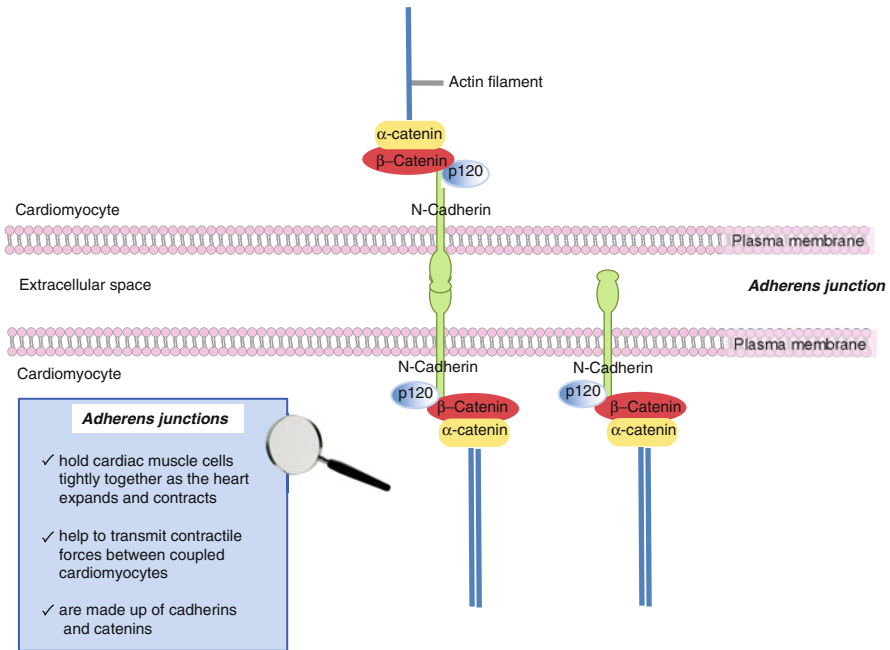 Actin filament
α-catenin
β–Catenin
p120
Cardiomyocyte
N-Cadherin
Plasma membrane
Extracellular space
Adherens junction
Plasma membrane
Cardiomyocyte
N-Cadherin
N-Cadherin
p120
p120
β–Catenin
β–Catenin
α-catenin
α-catenin
Adherens junctions
✓ hold cardiac muscle cells
tightly together as the heart
expands and contracts
✓ help to transmit contractile
forces between coupled
cardiomyocytes
✓ are made up of cadherins
and catenins